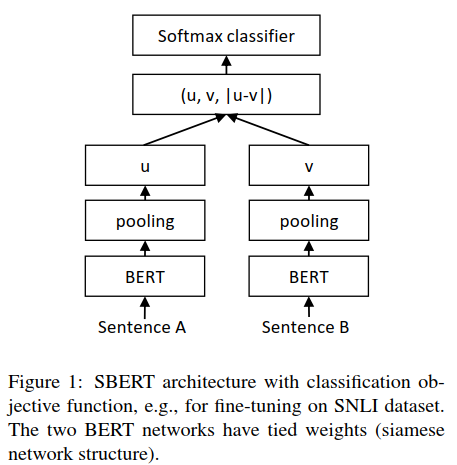 Softmax classifier
(u, v, |u-v|)
u v
pooling pooling
BERT BERT
Sentence A Sentence B
Figure 1: SBERT architecture with classification ob-
jective function, e.g., for fine-tuning on SNLI dataset.
The two BERT networks have tied weights (siamese
network structure).